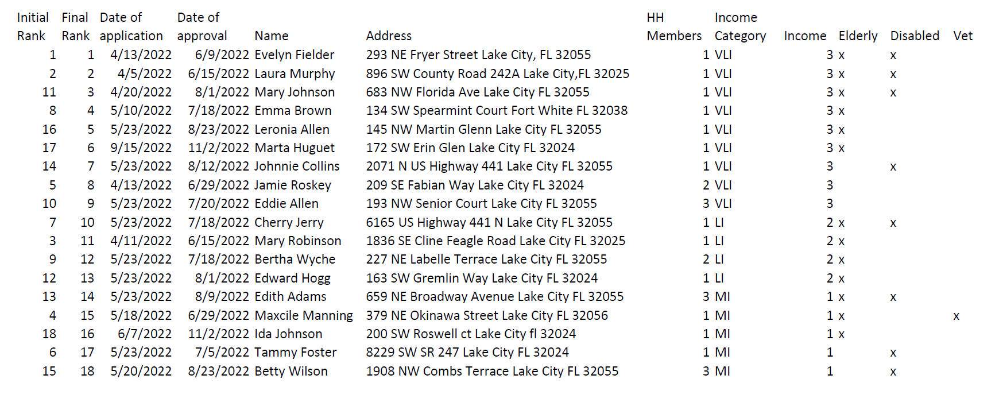 Initial Final Date of Date of HH Income
Rank Rank application approval Name Address Members Category Income Elderly Disabled Vet
1 1 4/13/2022 6/9/2022 Evelyn Fielder 293 NE Fryer Street Lake City, FL 32055 1 VLI 3 x x
2 2 4/5/2022 6/15/2022 Laura Murphy 896 SW County Road 242A Lake City,FL 32025 1 VLI 3 x x
11 3 4/20/2022 8/1/2022 Mary Johnson 683 NW Florida Ave Lake City FL 32055 1 VLI 3 x x
8 4 5/10/2022 7/18/2022 Emma Brown 134 SW Spearmint Court Fort White FL 32038 1 VLI 3 x
16 5 5/23/2022 8/23/2022 Leronia Allen 145 NW Martin Glenn Lake City FL 32055 1 VLI 3 x
17 6 9/15/2022 11/2/2022 Marta Huguet 172 SW Erin Glen Lake City FL 32024 1 VLI 3 x
14 7 5/23/2022 8/12/2022 Johnnie Collins 2071 N US Highway 441 Lake City FL 32055 1 VLI 3 x
5 8 4/13/2022 6/29/2022 Jamie Roskey 209 SE Fabian Way Lake City FL 32024 2 VLI 3
10 9 5/23/2022 7/20/2022 Eddie Allen 193 NW Senior Court Lake City FL 32055 3 VLI 3
7 10 5/23/2022 7/18/2022 Cherry Jerry 6165 US Highway 441 N Lake City FL 32055 1 LI 2 x x
3 11 4/11/2022 6/15/2022 Mary Robinson 1836 SE Cline Feagle Road Lake City FL 32025 1 LI 2 x
9 12 5/23/2022 7/18/2022 Bertha Wyche 227 NE Labelle Terrace Lake City FL 32055 2 LI 2 x
12 13 5/23/2022 8/1/2022 Edward Hogg 163 SW Gremlin Way Lake City FL 32024 1 LI 2 x
13 14 5/23/2022 8/9/2022 Edith Adams 659 NE Broadway Avenue Lake City FL 32055 3 MI 1 x x
4 15 5/18/2022 6/29/2022 Maxcile Manning 379 NE Okinawa Street Lake City FL 32056 1 MI 1 x x
18 16 6/7/2022 11/2/2022 Ida Johnson 200 SW Roswell ct Lake City fl 32024 1 MI 1 x
6 17 5/23/2022 7/5/2022 Tammy Foster 8229 SW SR 247 Lake City FL 32024 1 MI 1 x
15 18 5/20/2022 8/23/2022 Betty Wilson 1908 NW Combs Terrace Lake City FL 32055 3 MI 1 x